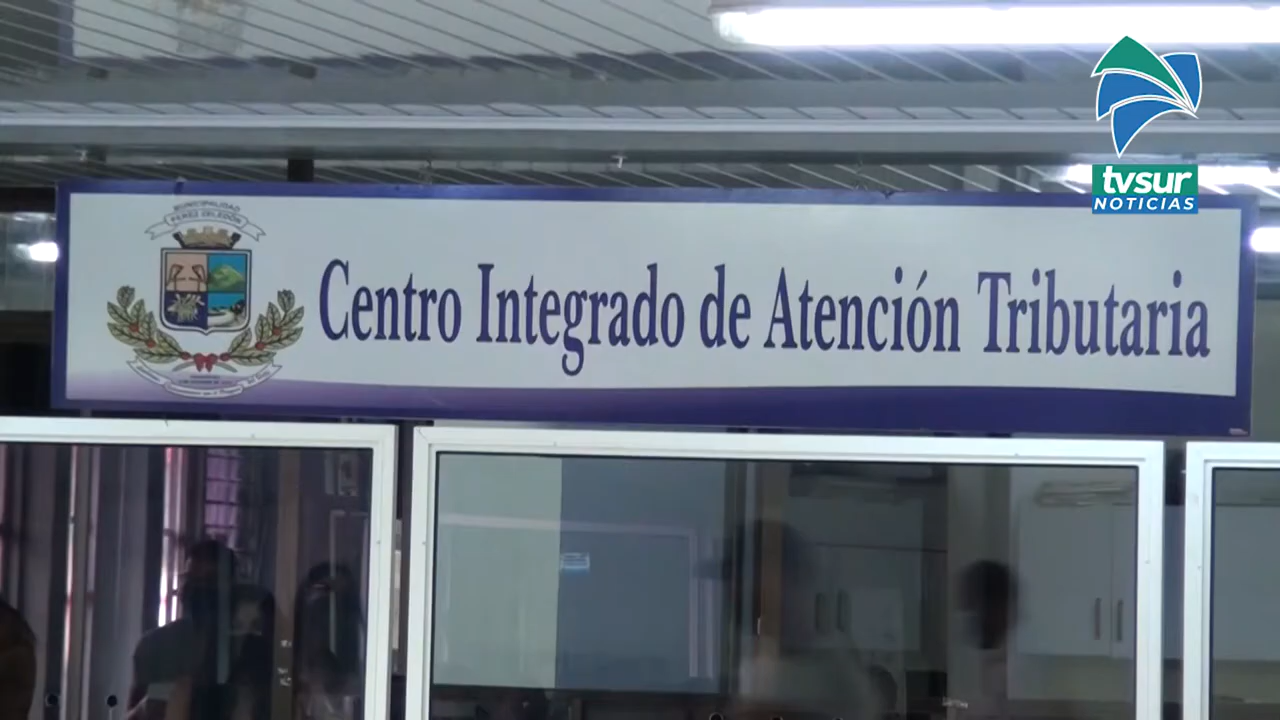 tvsur
NOTICIAS
MUNICIPALIDAD
PEREZ ZELEDON
Centro Integrado de Atención Tributaria